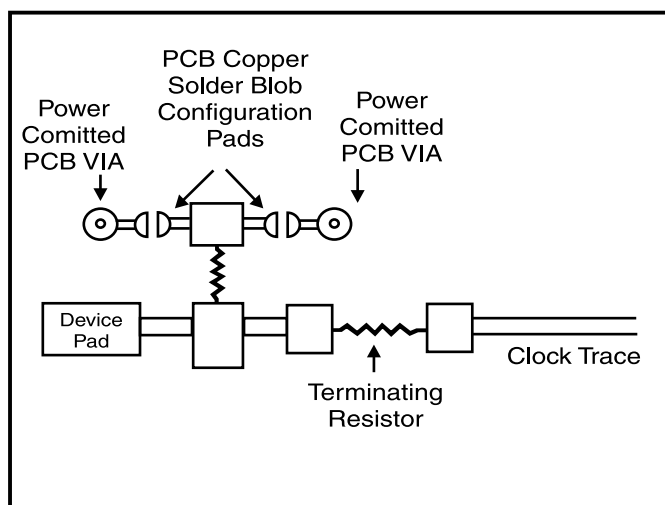 PCB Copper
Solder Blob
Configuration
Pads
Power
Comitted
PCB VIA
Power
Comitted
PCB VIA
Device
Pad
Clock Trace
Terminating
Resistor